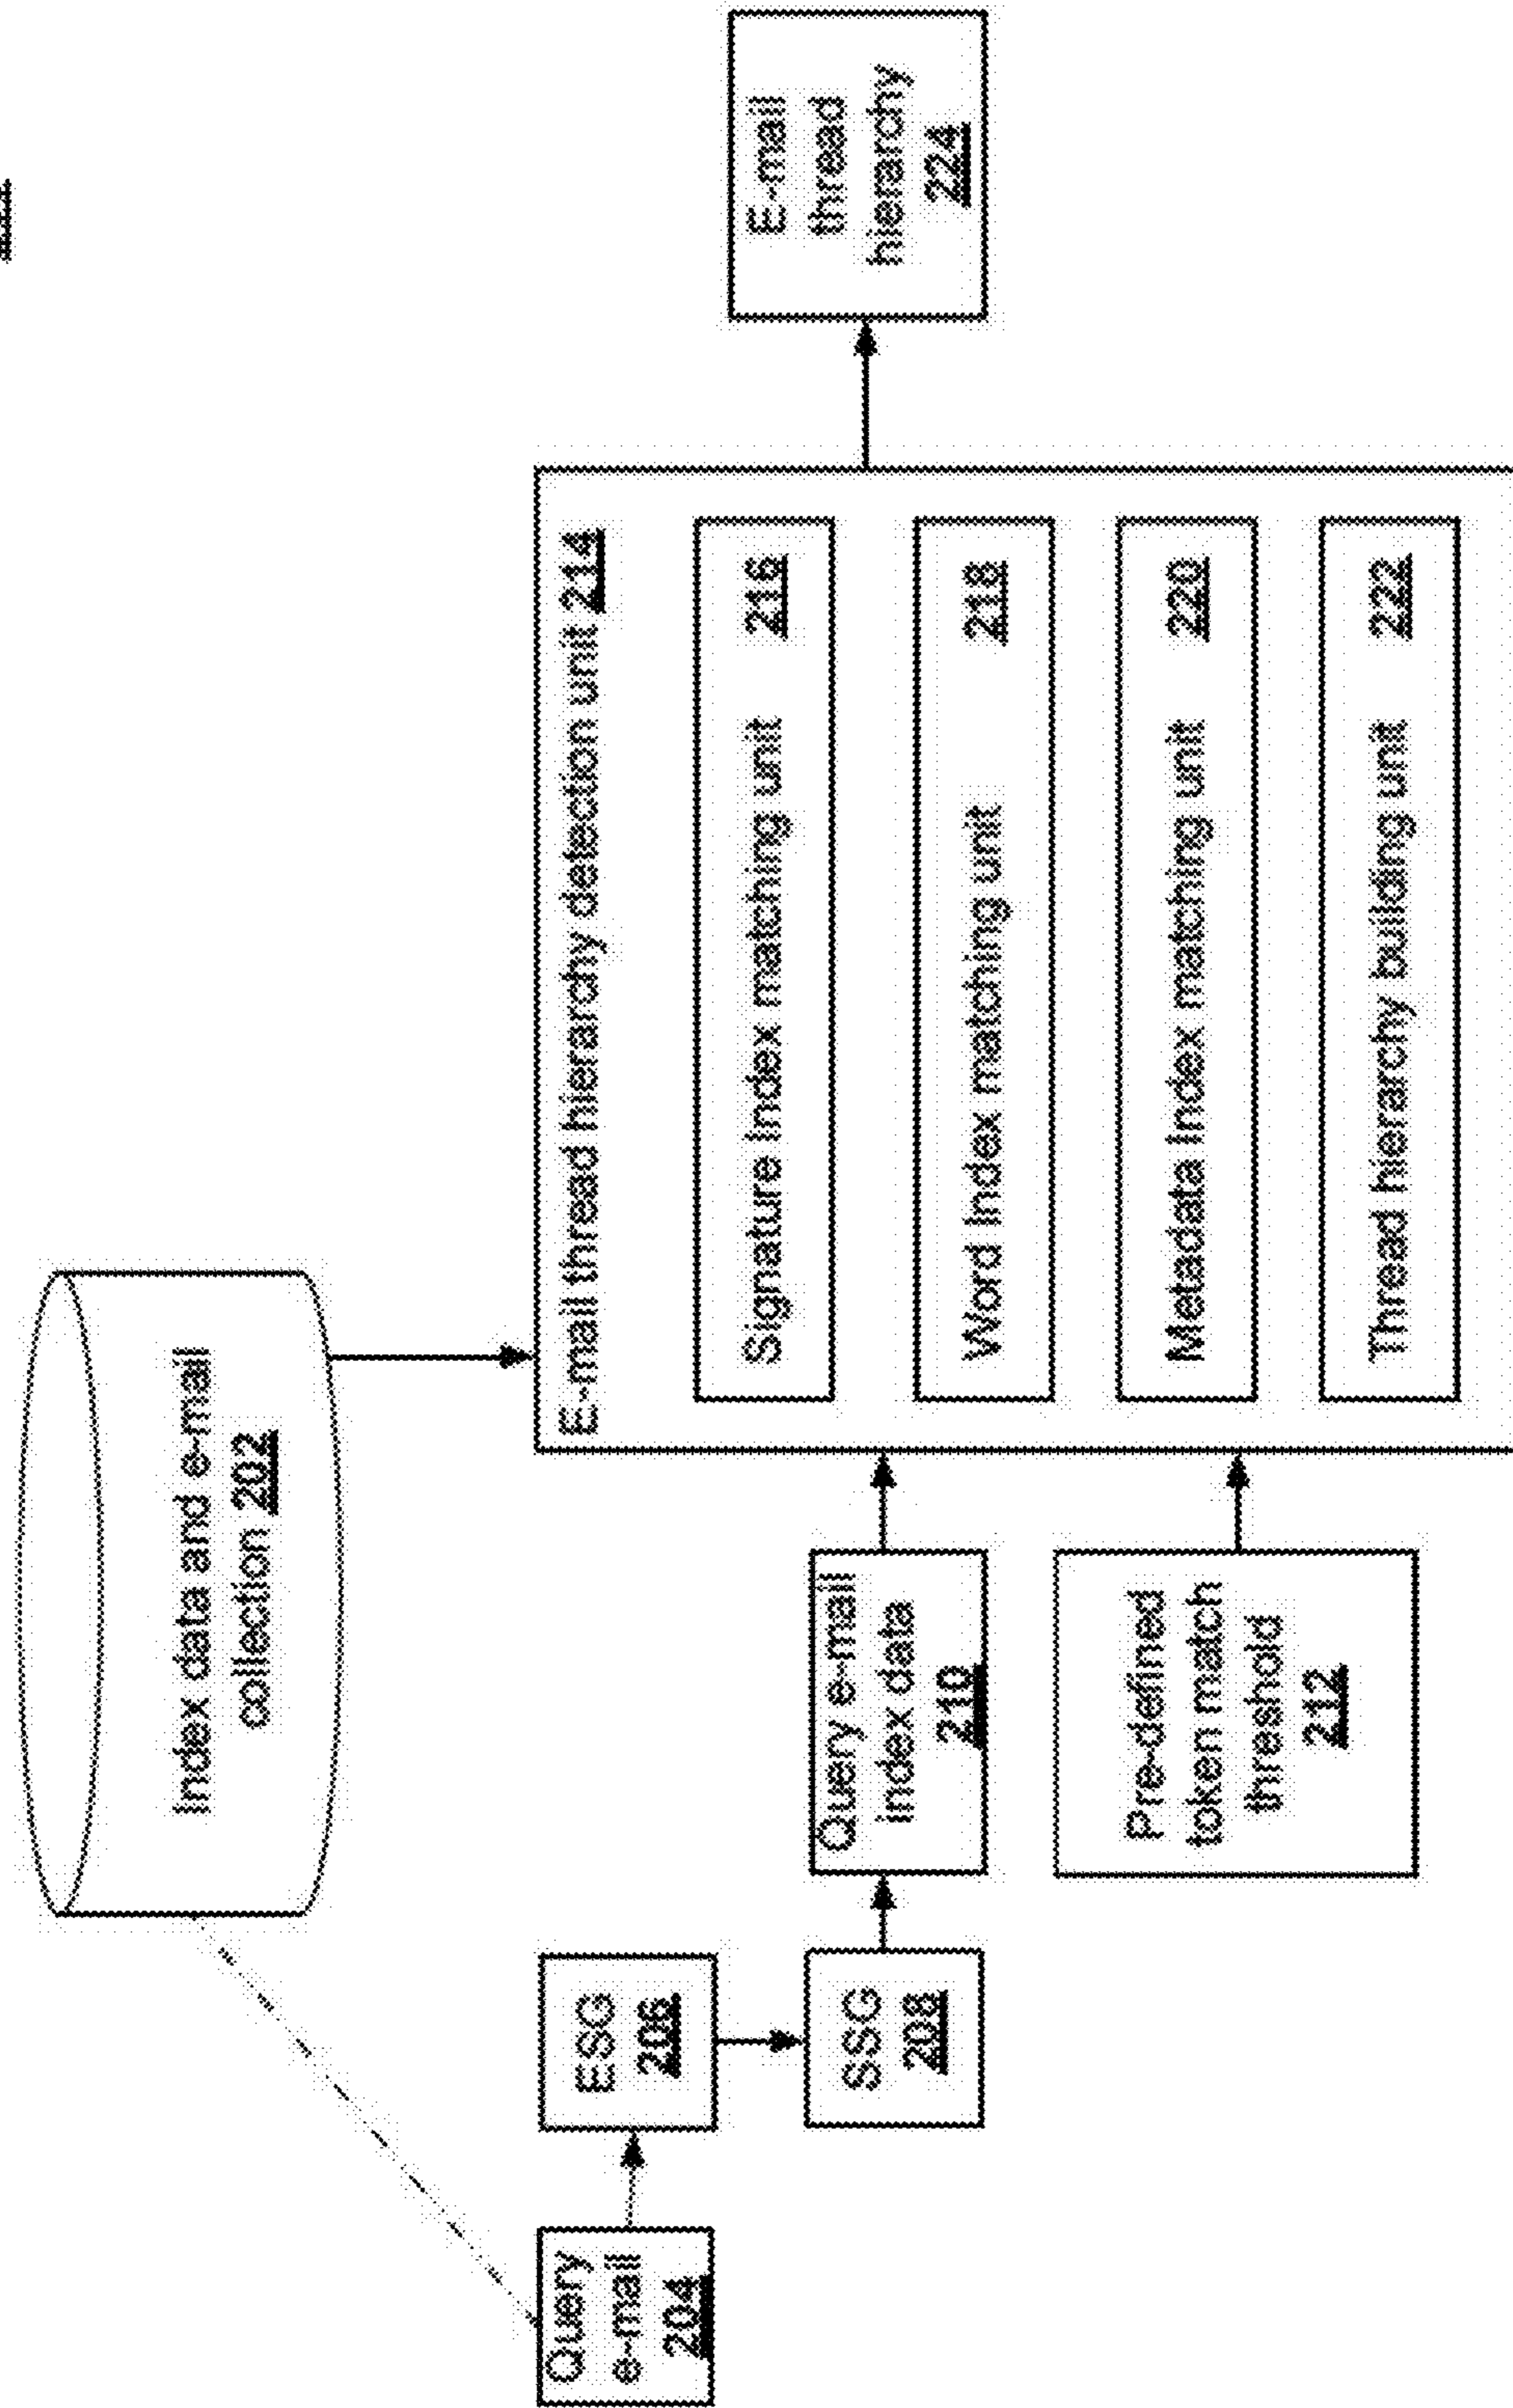 Index data and e-mail
collection 202
Query
e-mail
204
ESG
206
SSG
208
Query e-mail
index data
210
Pre-defined
token match
threshold
212
E-mail thread hierarchy detection unit 214
Signature Index matching unit 216
Word Index matching unit 218
Metadata Index matching unit 220
Thread hierarchy building unit 222
E-mail
thread
hierarchy
224